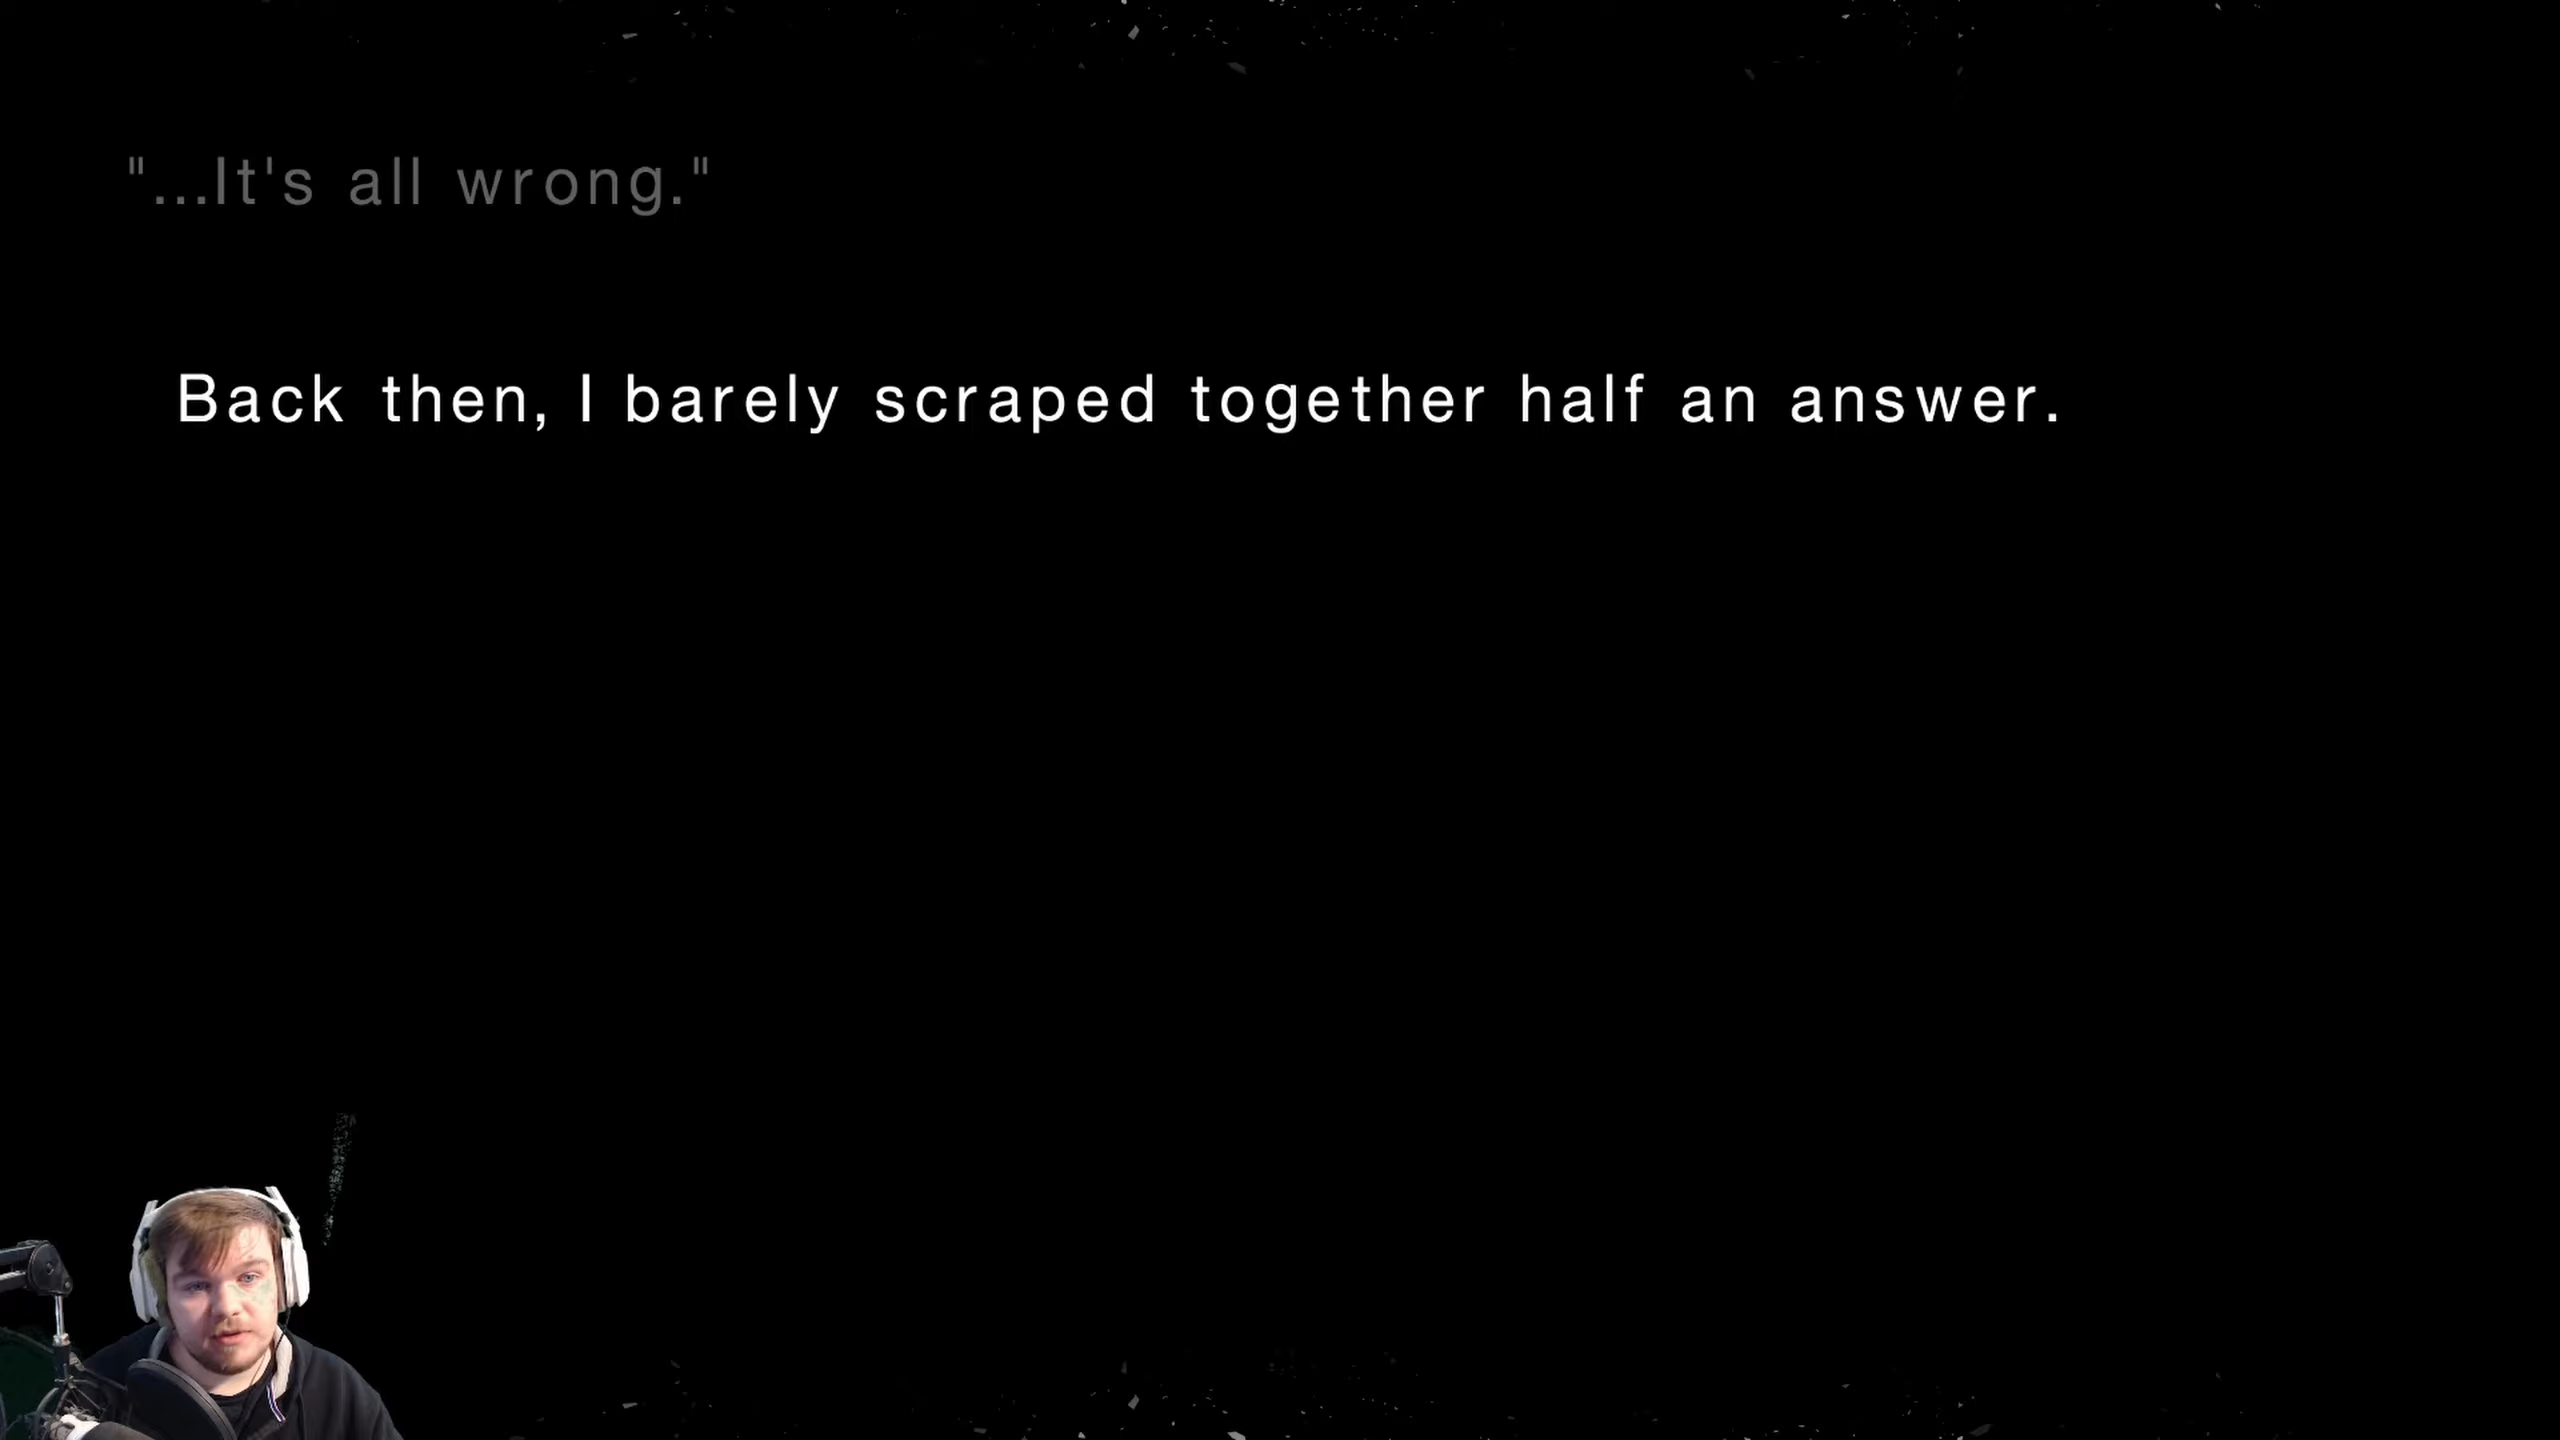 "...It's all wrong."
Back then, I barely scraped together half an answer.